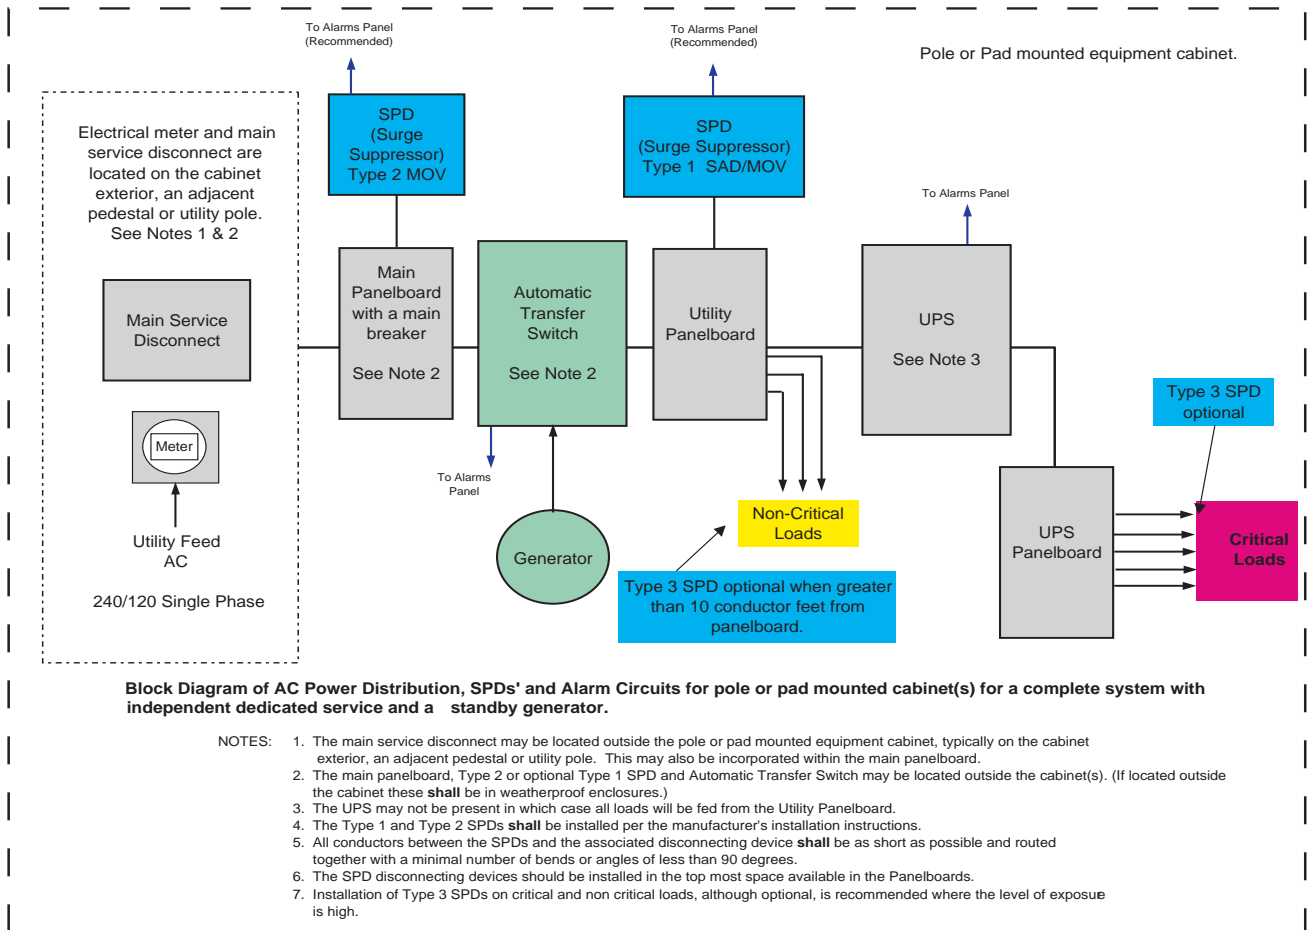 To Alarms Panel
(Recommended)
To Alarms Panel
(Recommended)
Pole or Pad mounted equipment cabinet.
Electrical meter and main
service disconnect are
located on the cabinet
exterior, an adjacent
pedestal or utility pole.
See Notes 1 & 2
SPD
(Surge
Suppressor)
Type 2 MOV
SPD
(Surge Suppressor)
Type 1 SAD/MOV
To Alarms Panel
Main Service
Disconnect
Main
Panelboard
with a main
breaker
See Note 2
Automatic
Transfer
Switch
See Note 2
Utility
Panelboard
UPS
See Note 3
Type 3 SPD
optional
Meter
To Alarms
Panel
Utility Feed
AC
240/120 Single Phase
Generator
Non-Critical
Loads
Type 3 SPD optional when greater
than 10 conductor feet from
panelboard.
UPS
Panelboard
Critical
Loads
Block Diagram of AC Power Distribution, SPDs' and Alarm Circuits for pole or pad mounted cabinet(s) for a complete system with
independent dedicated service and a standby generator.
NOTES: 1. The main service disconnect may be located outside the pole or pad mounted equipment cabinet, typically on the cabinet
exterior, an adjacent pedestal or utility pole. This may also be incorporated within the main panelboard.
2. The main panelboard, Type 2 or optional Type 1 SPD and Automatic Transfer Switch may be located outside the cabinet(s). (If located outside
the cabinet these shall be in weatherproof enclosures.)
3. The UPS may not be present in which case all loads will be fed from the Utility Panelboard.
4. The Type 1 and Type 2 SPDs shall be installed per the manufacturer's installation instructions.
5. All conductors between the SPDs and the associated disconnecting device shall be as short as possible and routed
together with a minimal number of bends or angles of less than 90 degrees.
6. The SPD disconnecting devices should be installed in the top most space available in the Panelboards.
7. Installation of Type 3 SPDs on critical and non critical loads, although optional, is recommended where the level of exposure
is high.